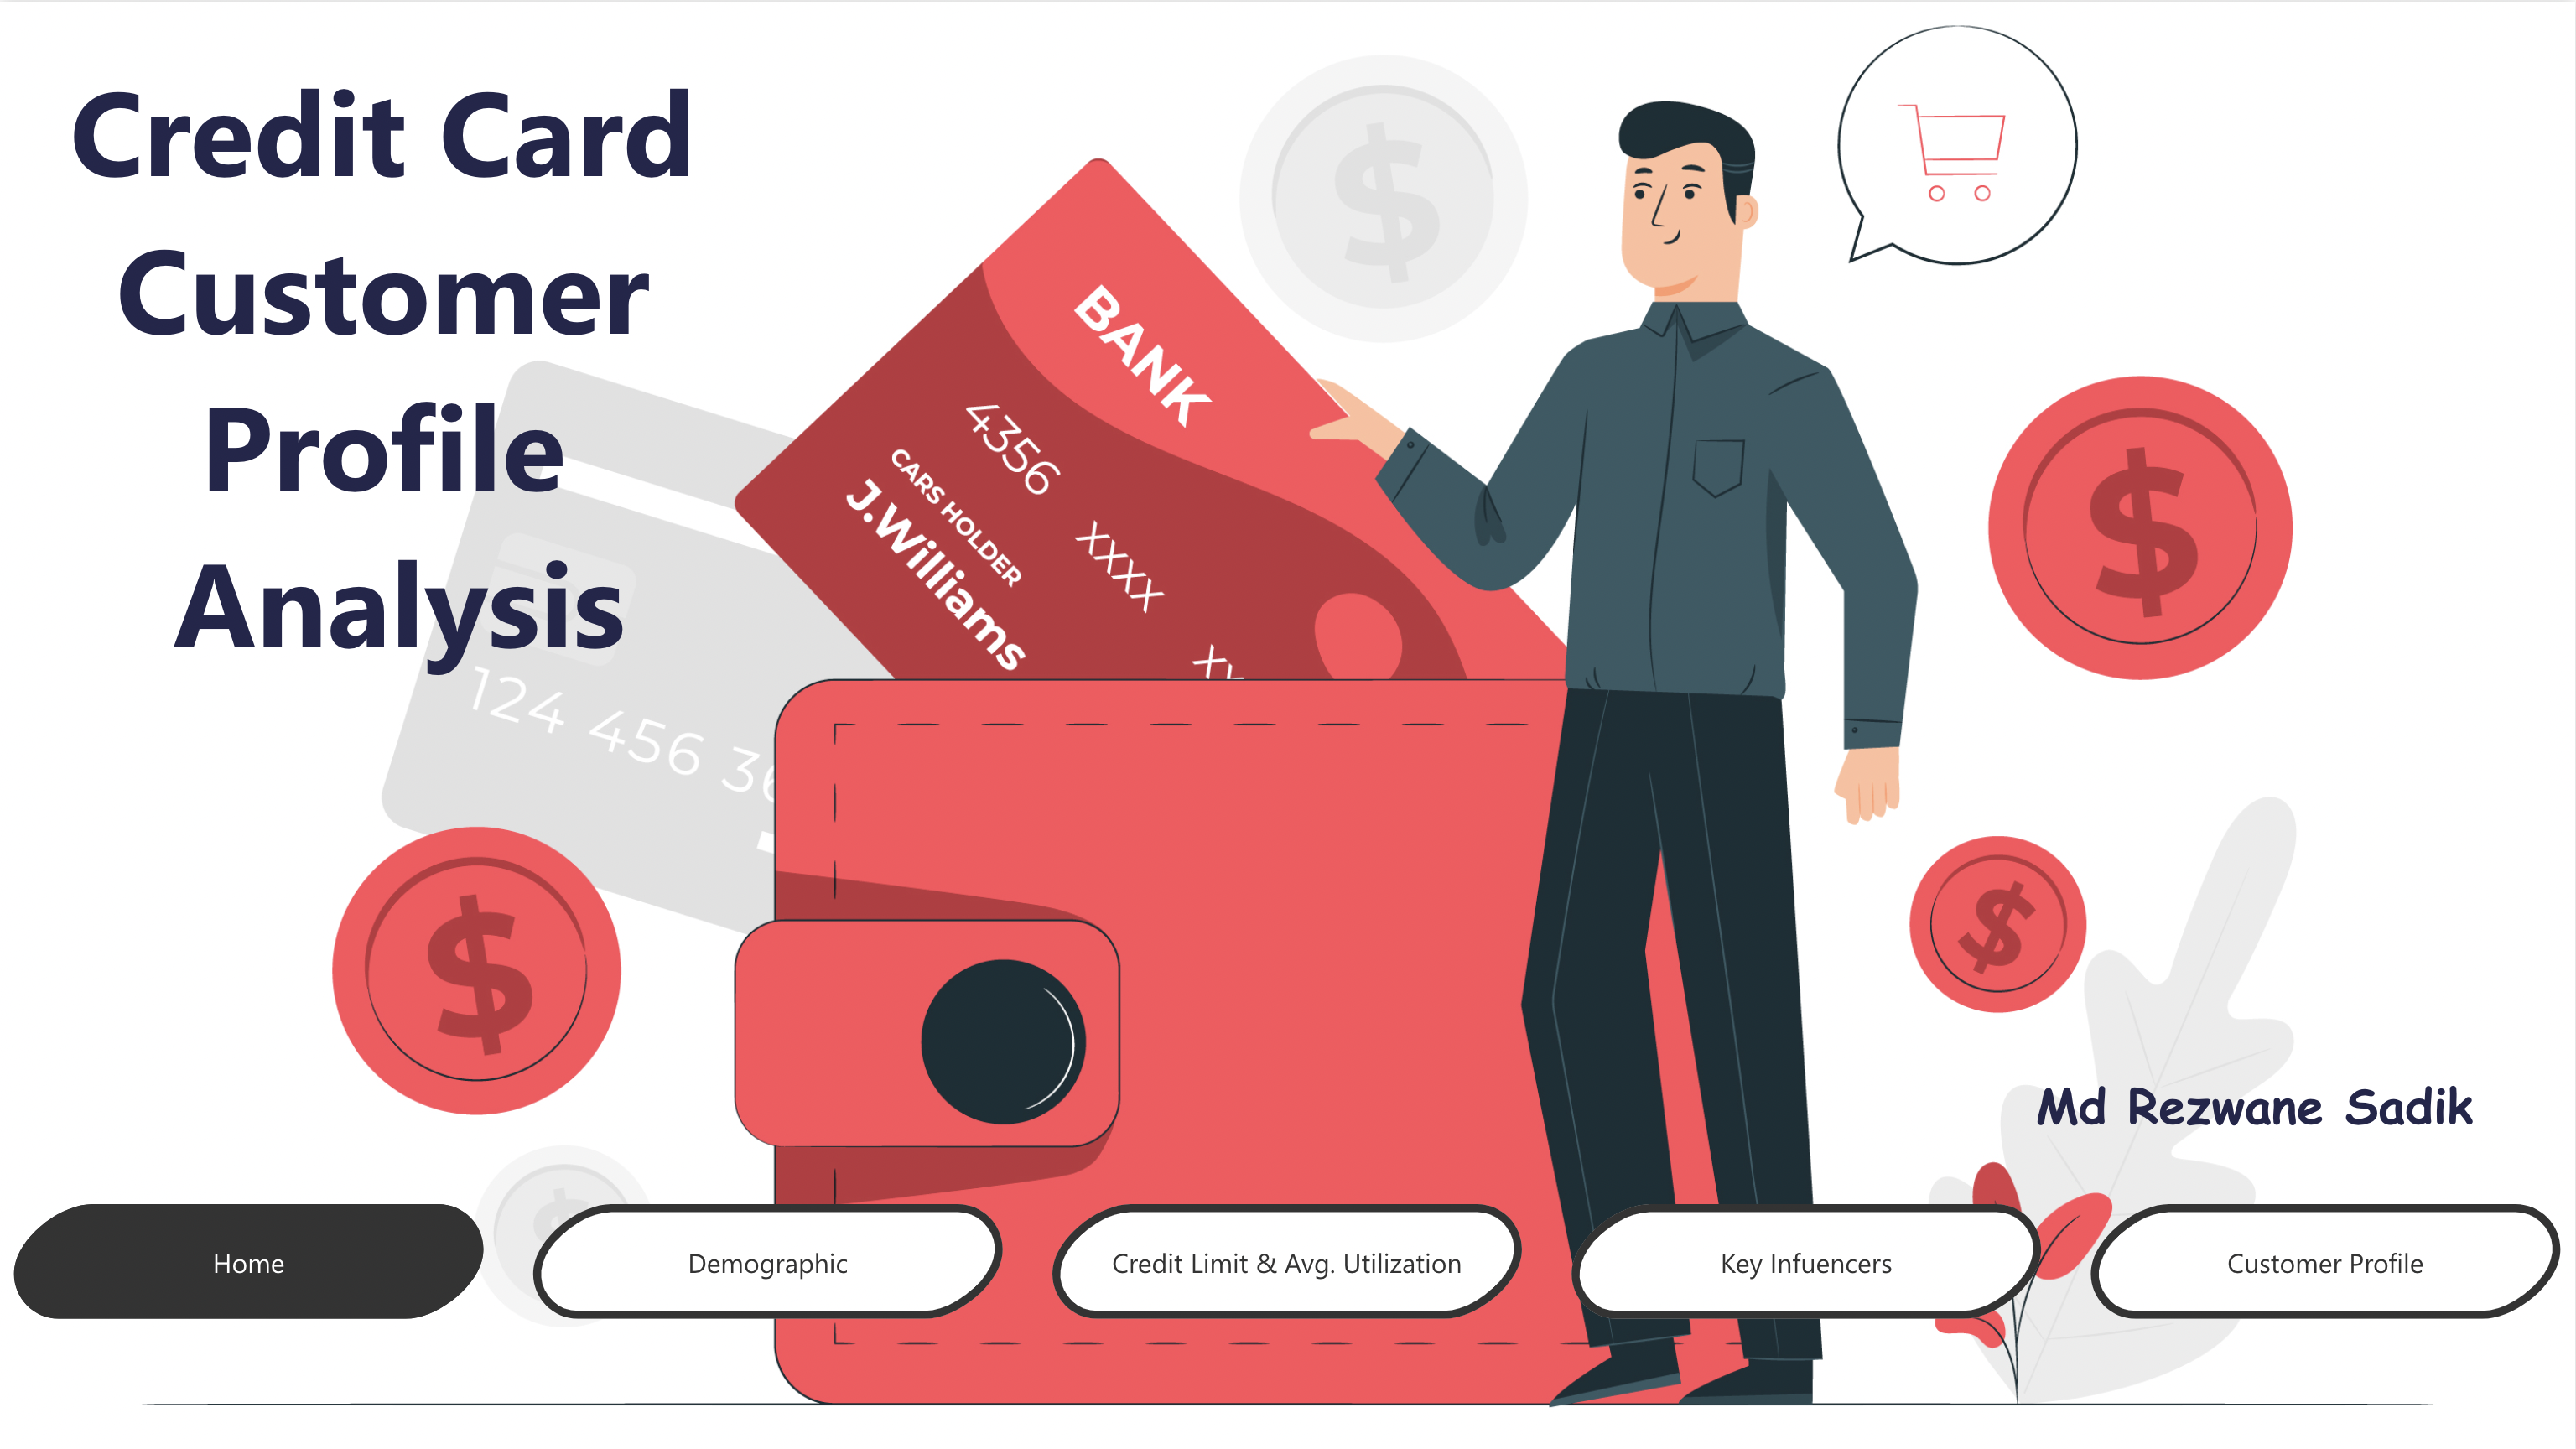 Credit Card
Customer
Profile
Analysis
BANK
4356 XXXX
CARS HOLDER
J.Williams
124 456
Md Rezwane Sadik
Home
Demographic
Credit Limit & Avg. Utilization
Key Infuencers
Customer Profile